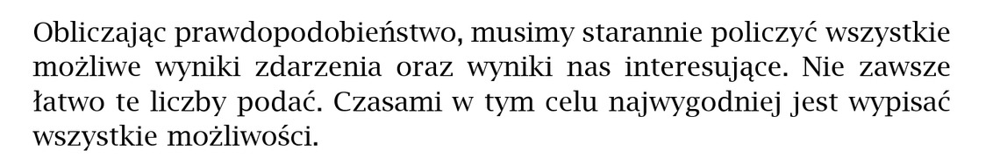 Obliczając prawdopodobieństwo, musimy starannie policzyć wszystkie
możliwe wyniki zdarzenia oraz wyniki nas interesujące. Nie zawsze
łatwo te liczby podać. Czasami w tym celu najwygodniej jest wypisać
wszystkie możliwości.